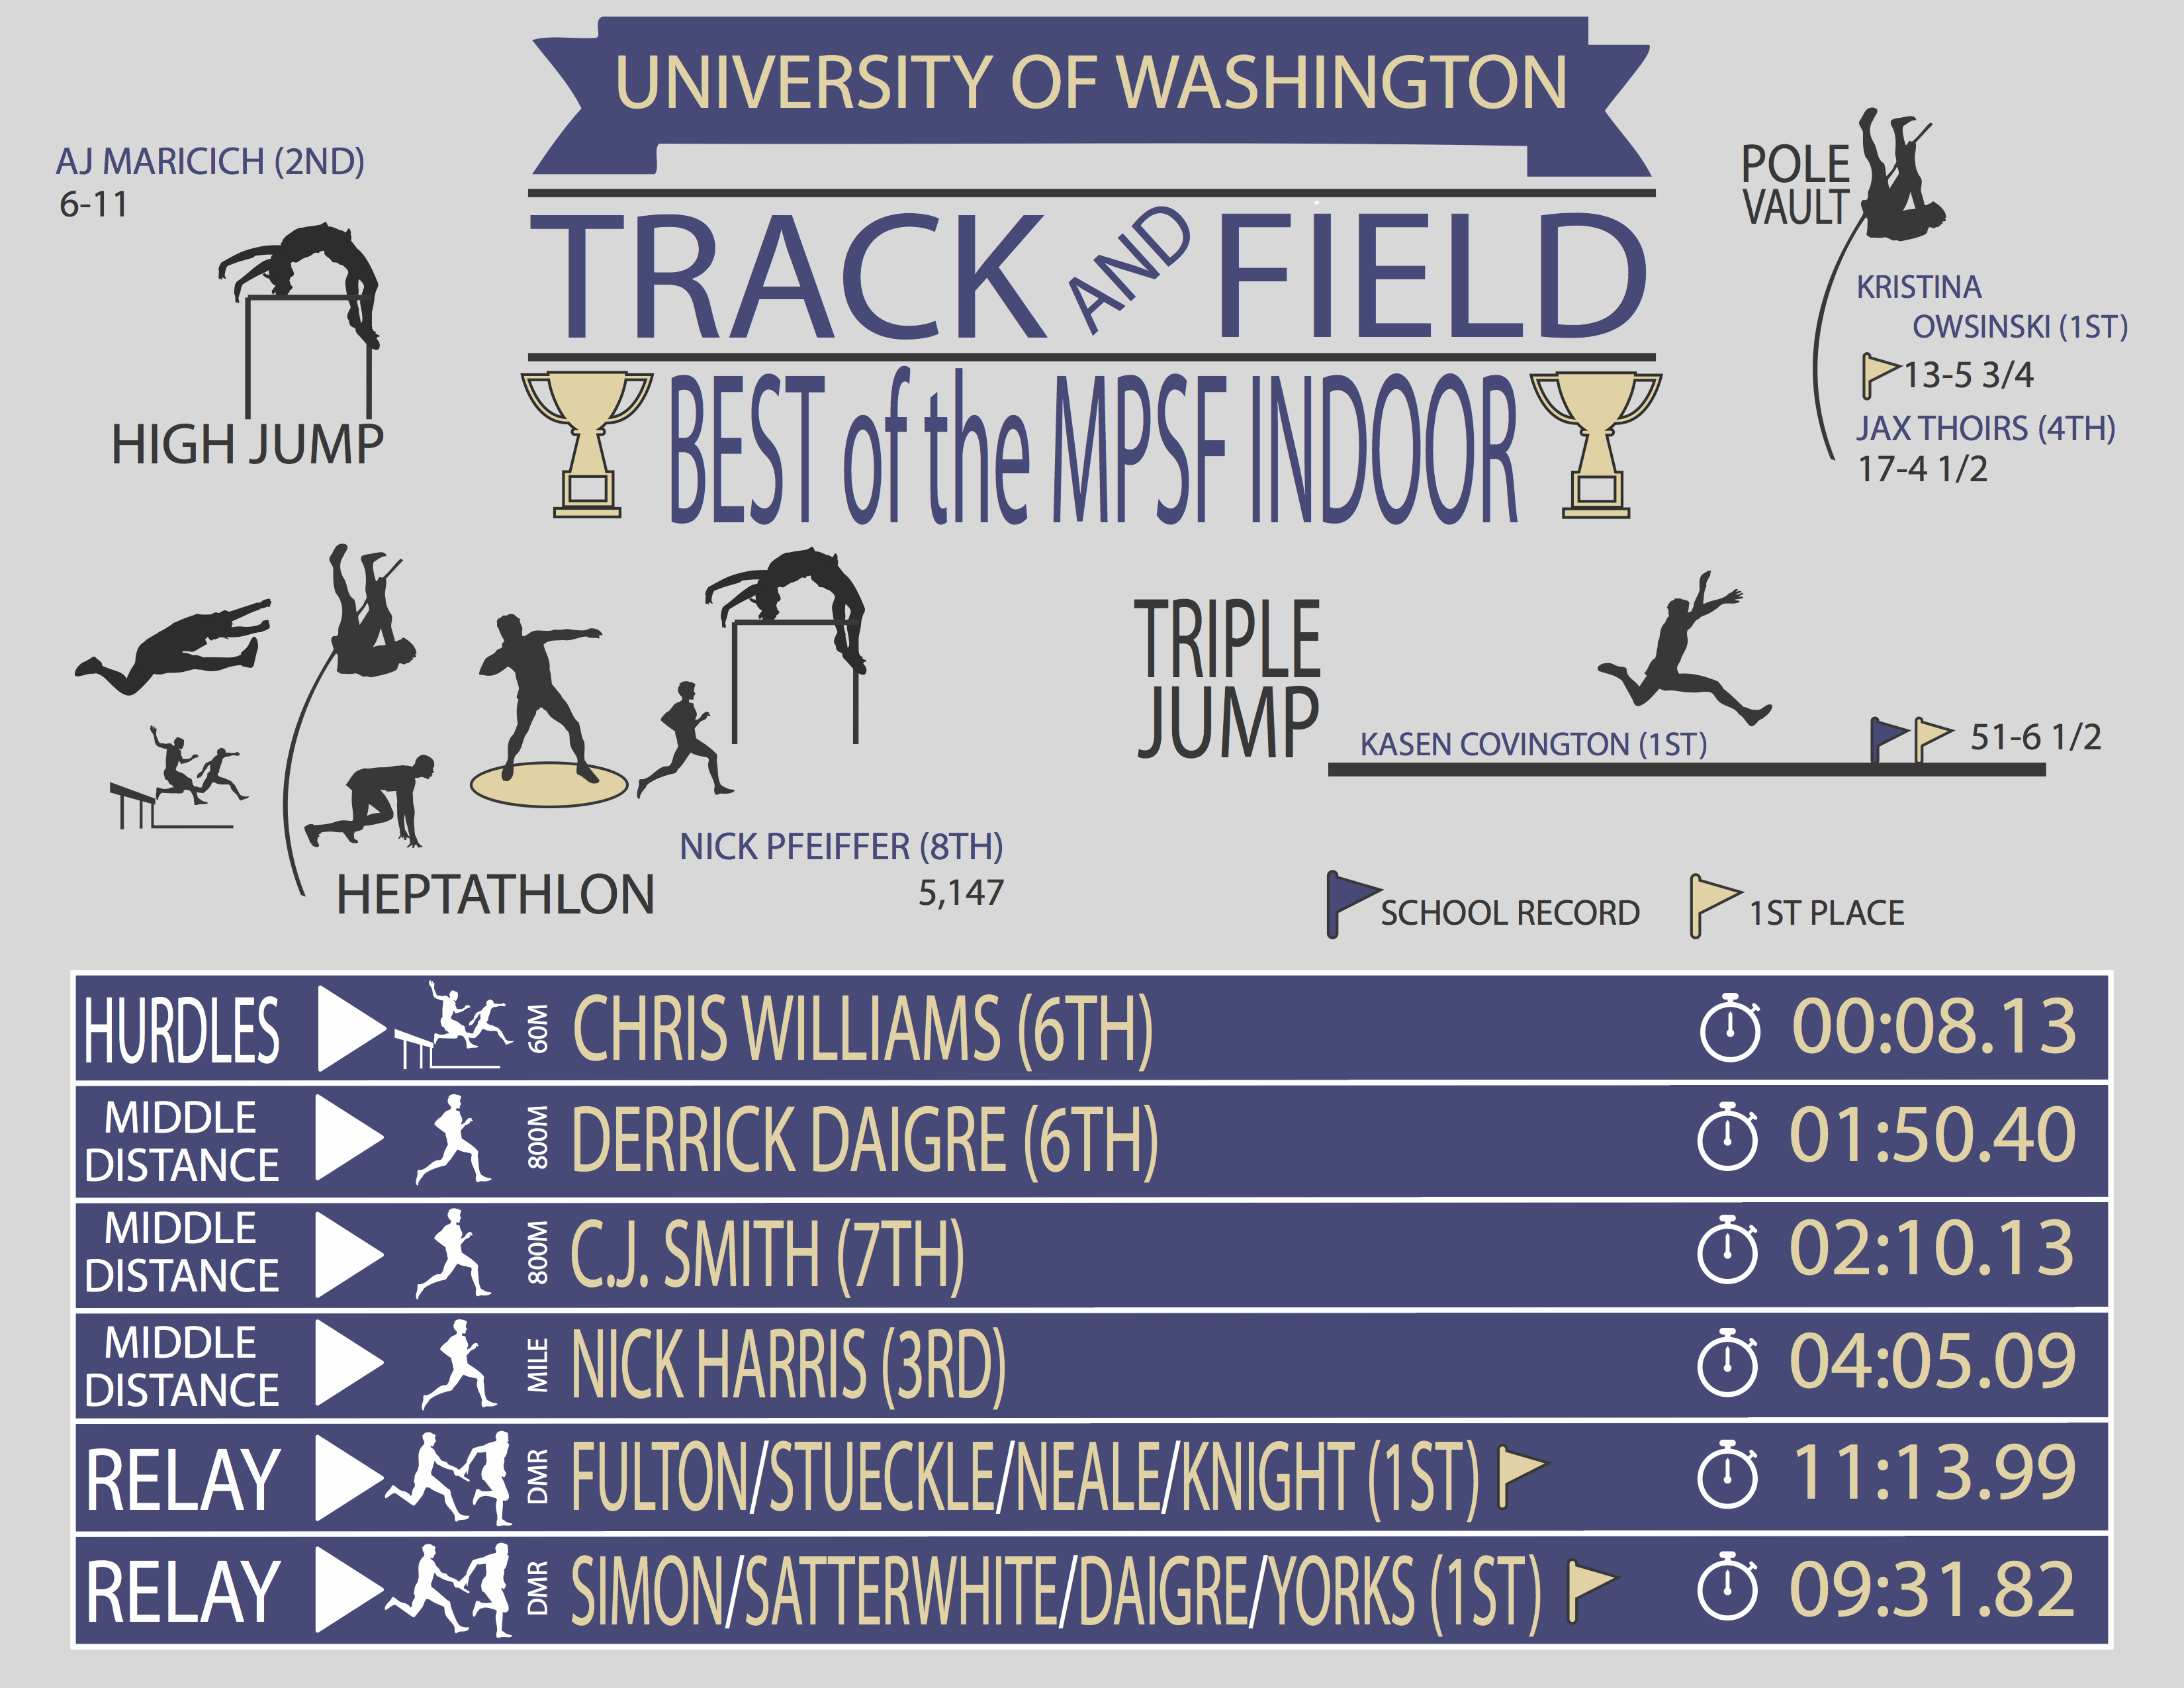 UNIVERSITY OF WASHINGTON
TRACK AND FIELD
BEST of the MPSF INDOOR
AJ MARICICH (2ND)
6-11
HIGH JUMP
POLE
VAULT
KRISTINA
OWSINSKI (1ST)
13-5 3/4
JAX THOIRS (4TH)
17-4 1/2
HEPTATHLON
NICK PFEIFFER (8TH)
5,147
TRIPLE
JUMP
KASEN COVINGTON (1ST)
51-6 1/2
SCHOOL RECORD
1ST PLACE
HURDLES 60M CHRIS WILLIAMS (6TH) 00:08.13
MIDDLE
DISTANCE 800M DERRICK DAIGRE (6TH) 01:50.40
MIDDLE
DISTANCE 800M C.J. SMITH (7TH) 02:10.13
MIDDLE
DISTANCE MILE NICK HARRIS (3RD) 04:05.09
RELAY DMR FULTON/STUECKLE/NEALE/KNIGHT (1ST) 11:13.99
RELAY DMR SIMON/SATTERWHITE/DAIGRE/YORKS (1ST) 09:31.82